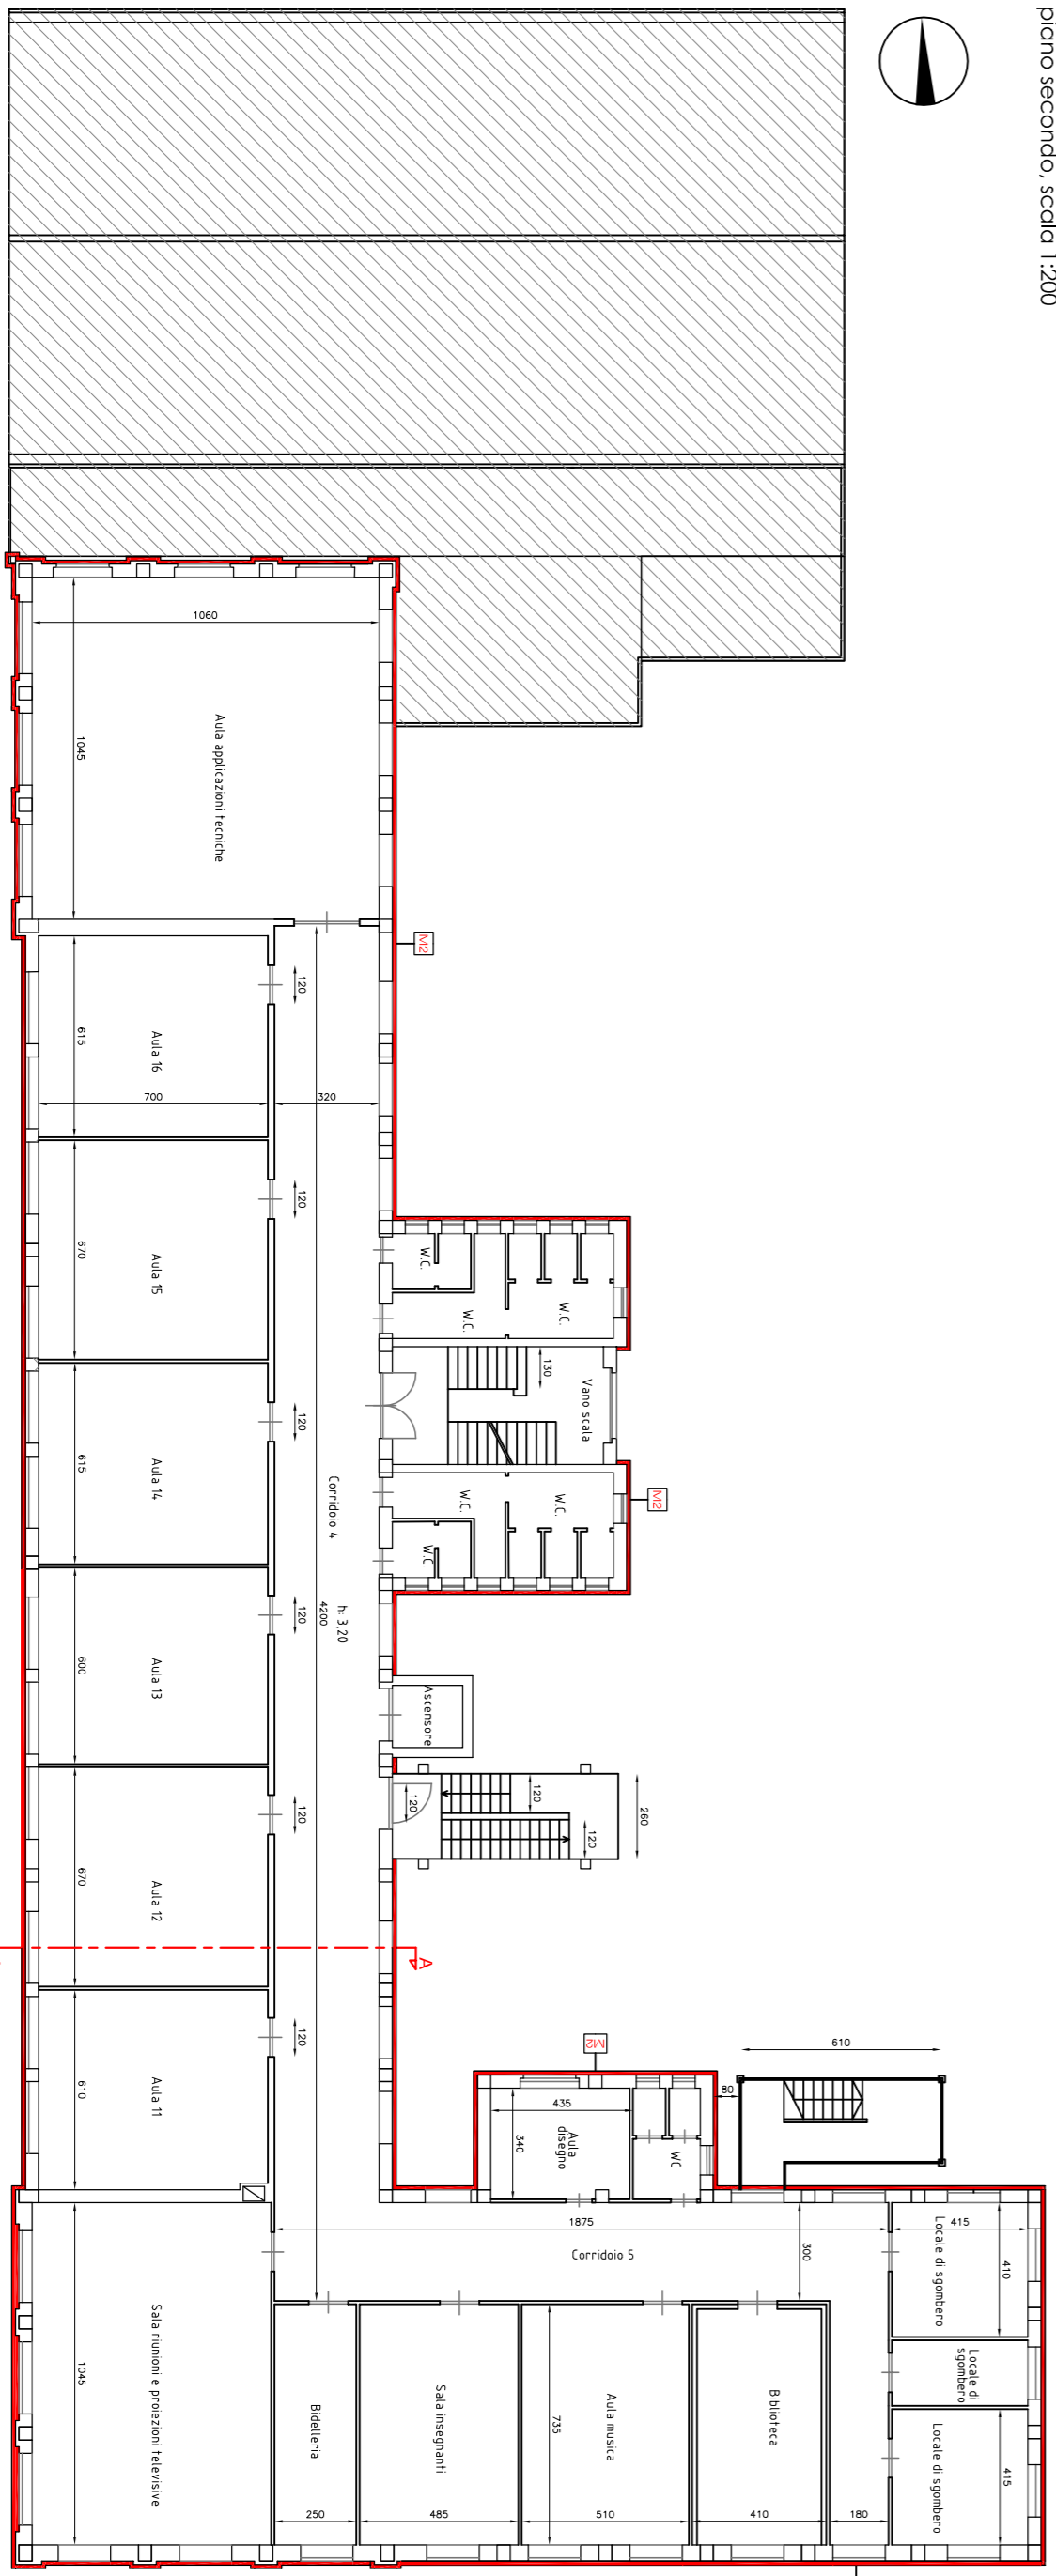 piano secondo, scala 1:200
1060
1045
Aula applicazioni tecniche
M2
120
615
Aula 16
700
320
120
670
Aula 15
W.C.
W.C.
W.C.
130
Vano scala
120
615
Aula 14
Corridoio 4
W.C.
W.C.
W.C.
M2
h: 3,20
4200
120
600
Aula 13
Ascensore
120
120
120
260
120
670
Aula 12
A
120
610
Aula 11
M2
610
80
435
340
Aula
disegno
WC
1875
Corridoio 5
300
415
410
Locale di sgombero
Locale di
sgombero
Locale di sgombero
415
1045
Sala riunioni e proiezioni televisive
Bidelleria
250
Sala insegnanti
485
Aula musica
735
510
Biblioteca
410
180